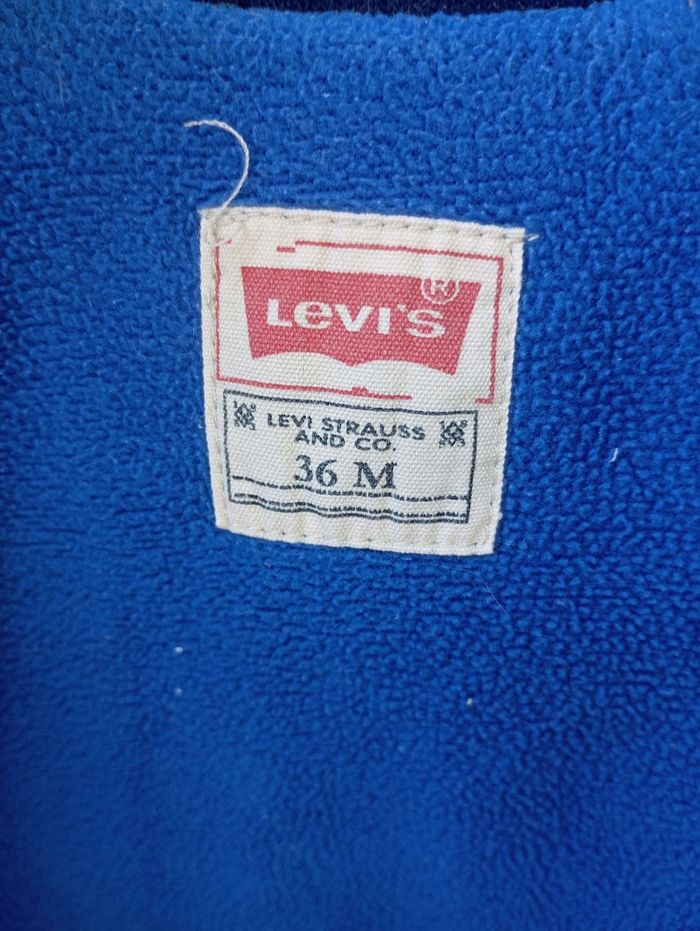 LEVI'S ®
LEVI STRAUSS
AND CO.
36 M